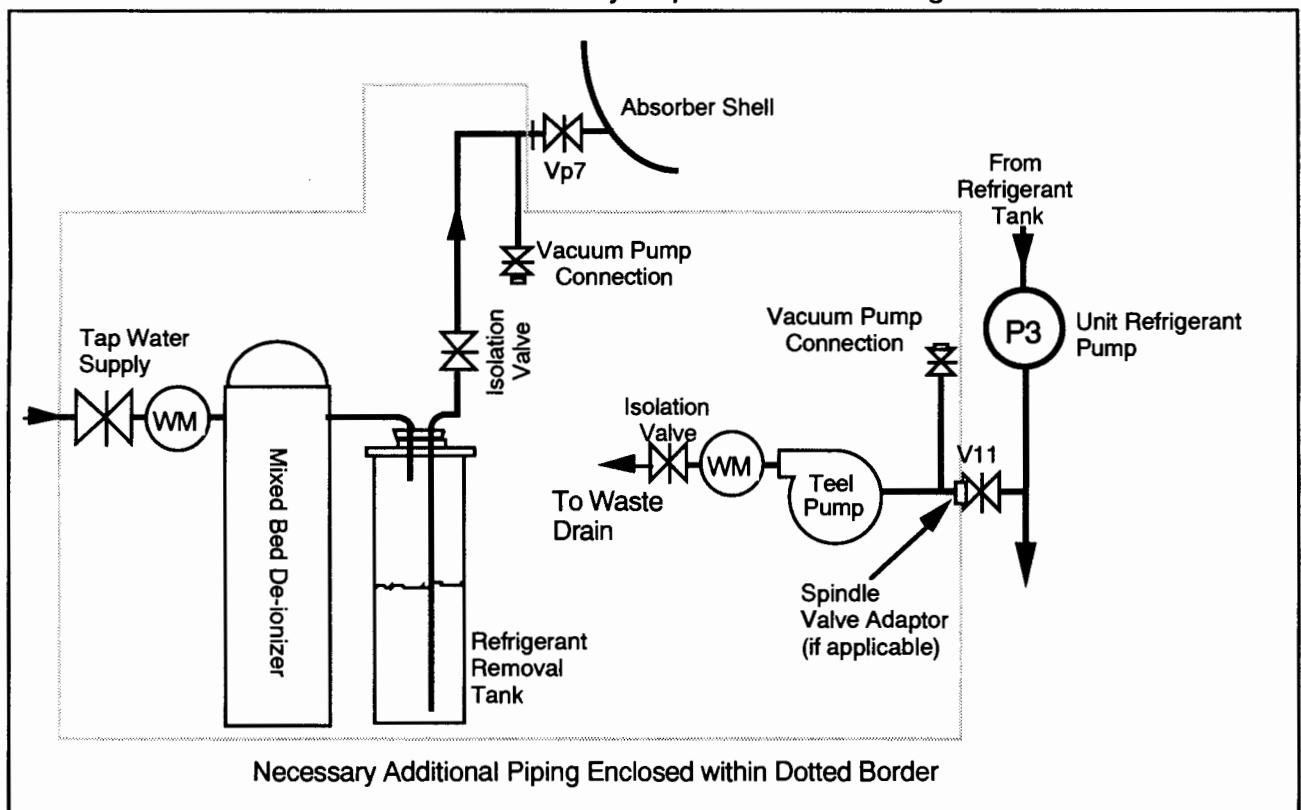 Absorber Shell
Vp7
From
Refrigerant
Tank
Vacuum Pump
Connection
Tap Water
Supply
Isolation
Valve
Vacuum Pump
Connection
P3
Unit Refrigerant
Pump
WM
Mixed Bed De-ionizer
Isolation
Valve
WM
Teel
Pump
V11
To Waste
Drain
Spindle
Valve Adaptor
(if applicable)
Refrigerant
Removal
Tank
Necessary Additional Piping Enclosed within Dotted Border